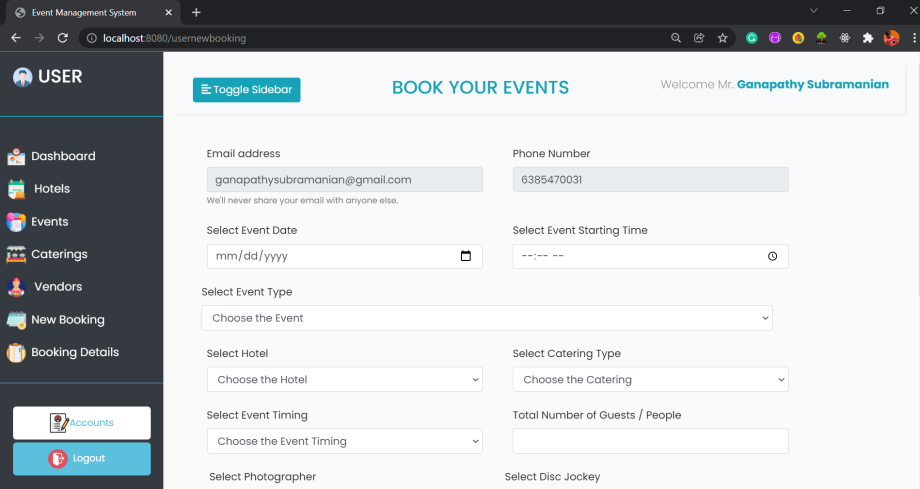 Event Management System
localhost:8080/usernewbooking
USER
Toggle Sidebar
BOOK YOUR EVENTS
Welcome Mr. Ganapathy Subramanian
Dashboard
Hotels
Events
Caterings
Vendors
New Booking
Booking Details
Accounts
Logout
Email address
Phone Number
ganapathysubramanian@gmail.com
6385470031
We'll never share your email with anyone else.
Select Event Date
Select Event Starting Time
mm/dd/yyyy
--:-- --
Select Event Type
Choose the Event
Select Hotel
Select Catering Type
Choose the Hotel
Choose the Catering
Select Event Timing
Total Number of Guests / People
Choose the Event Timing
Select Photographer
Select Disc Jockey